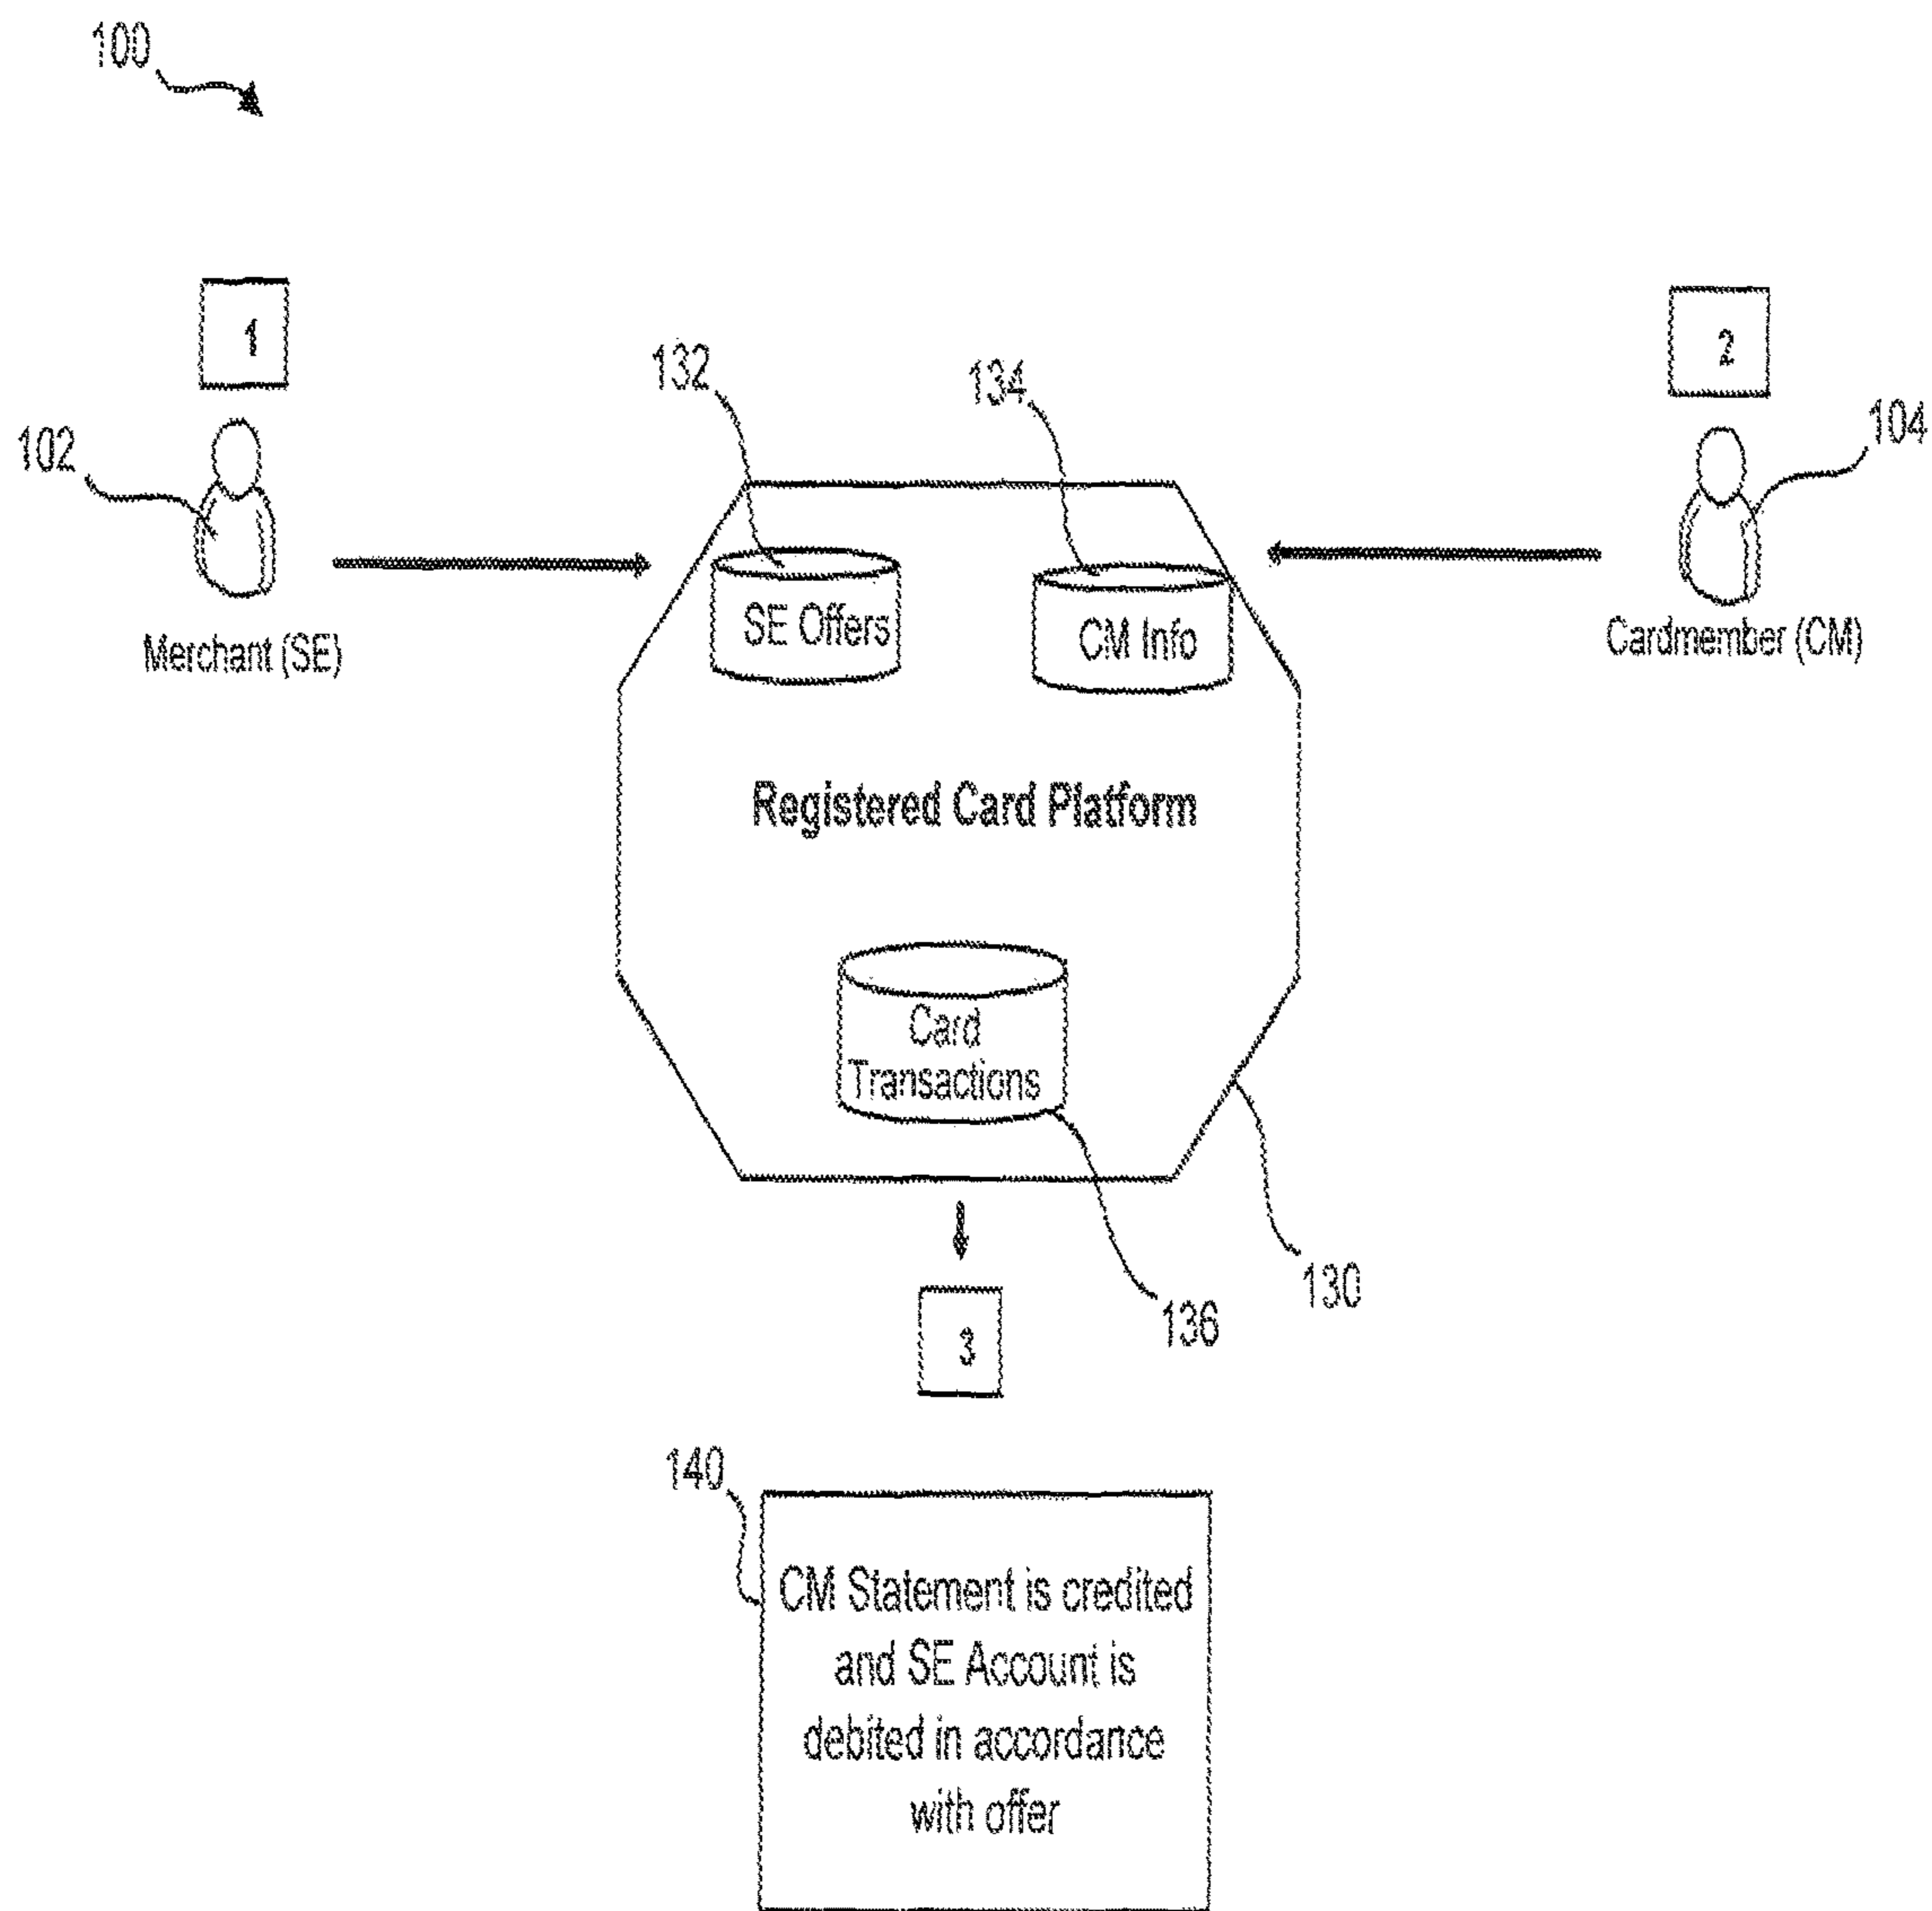 100
1
2
132
134
102
104
SE Offers
CM Info
Merchant (SE)
Cardmember (CM)
Registered Card Platform
Card
Transactions
130
136
3
140
CM Statement is credited
and SE Account is
debited in accordance
with offer